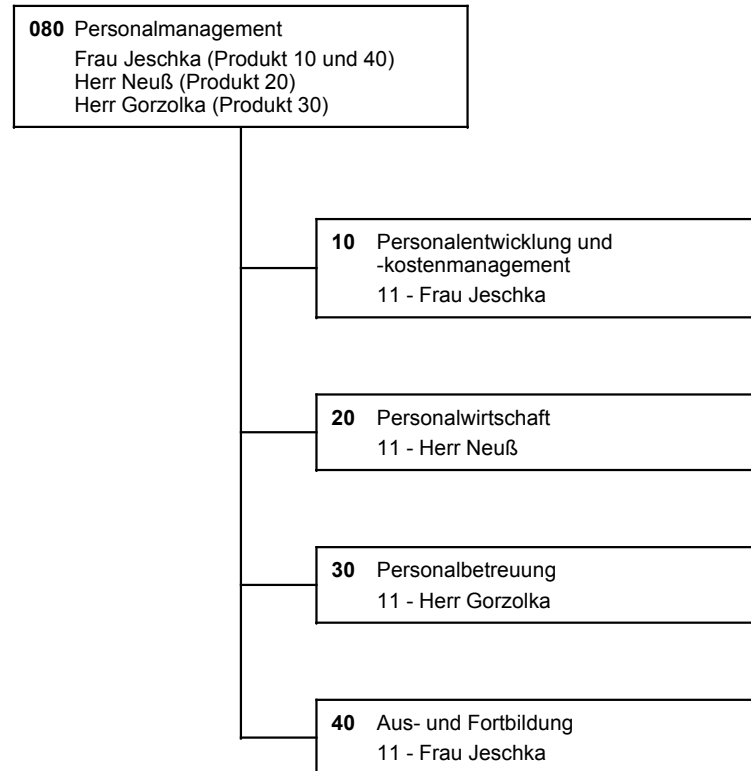 080 Personalmanagement
Frau Jeschka (Produkt 10 und 40)
Herr Neuß (Produkt 20)
Herr Gorzolka (Produkt 30)
10 Personalentwicklung und
-kostenmanagement
11 - Frau Jeschka
20 Personalwirtschaft
11 - Herr Neuß
30 Personalbetreuung
11 - Herr Gorzolka
40 Aus- und Fortbildung
11 - Frau Jeschka